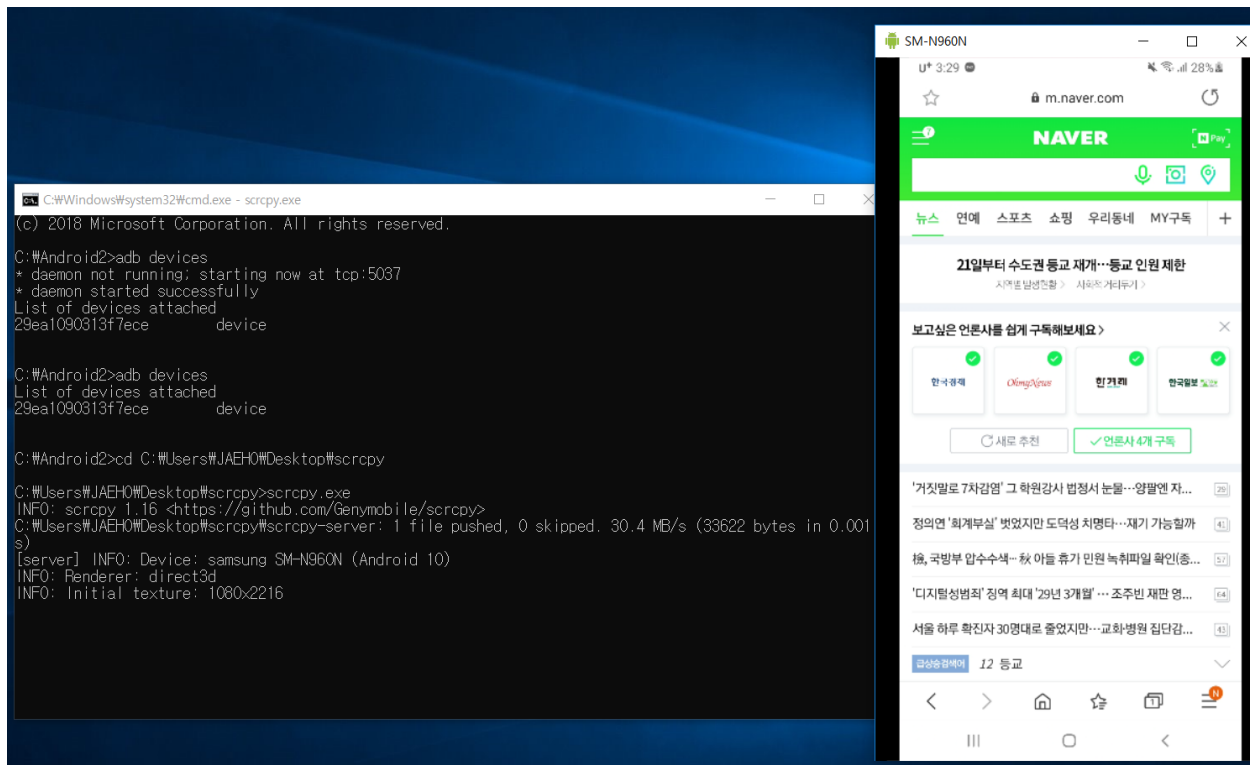 C:₩Windows₩system32₩cmd.exe - scrcpy.exe
(c) 2018 Microsoft Corporation. All rights reserved.
C:₩Android2>adb devices
* daemon not running; starting now at tcp:5037
* daemon started successfully
List of devices attached
29ea1090313f7ece device
C:₩Android2>adb devices
List of devices attached
29ea1090313f7ece device
C:₩Android2>cd C:₩Users₩JAEHO₩Desktop₩scrcpy
C:₩Users₩JAEHO₩Desktop₩scrcpy>scrcpy.exe
INFO: scrcpy 1.16 <https://github.com/Genymobile/scrcpy>
C:₩Users₩JAEHO₩Desktop₩scrcpy₩scrcpy-server: 1 file pushed, 0 skipped. 30.4 MB/s (33622 bytes in 0.001
s)
[server] INFO: Device: samsung SM-N960N (Android 10)
INFO: Renderer: direct3d
INFO: Initial texture: 1080x2216
SM-N960N
U+ 3:29 28%
m.naver.com
NAVER N Pay
뉴스 연예 스포츠 쇼핑 우리동네 MY구독 +
21일부터 수도권 등교 재개…등교 인원 제한
지역별 발생현황 > 사회적 거리두기 >
보고싶은 언론사를 쉽게 구독해보세요 >
한국경제 OhmyNews 한겨레 한국일보
새로 추천 언론사 4개 구독
'거짓말로 7차감염' 그 학원강사 법정서 눈물…양팔엔 자... 29
정의연 '회계부실' 벗었지만 도덕성 치명타…재기 가능할까 41
檢, 국방부 압수수색… 秋 아들 휴가 민원 녹취파일 확인(종... 57
'디지털성범죄' 징역 최대 '29년 3개월' … 조주빈 재판 영... 64
서울 하루 확진자 30명대로 줄었지만…교회·병원 집단감... 43
급상승검색어 12 등교
1 N